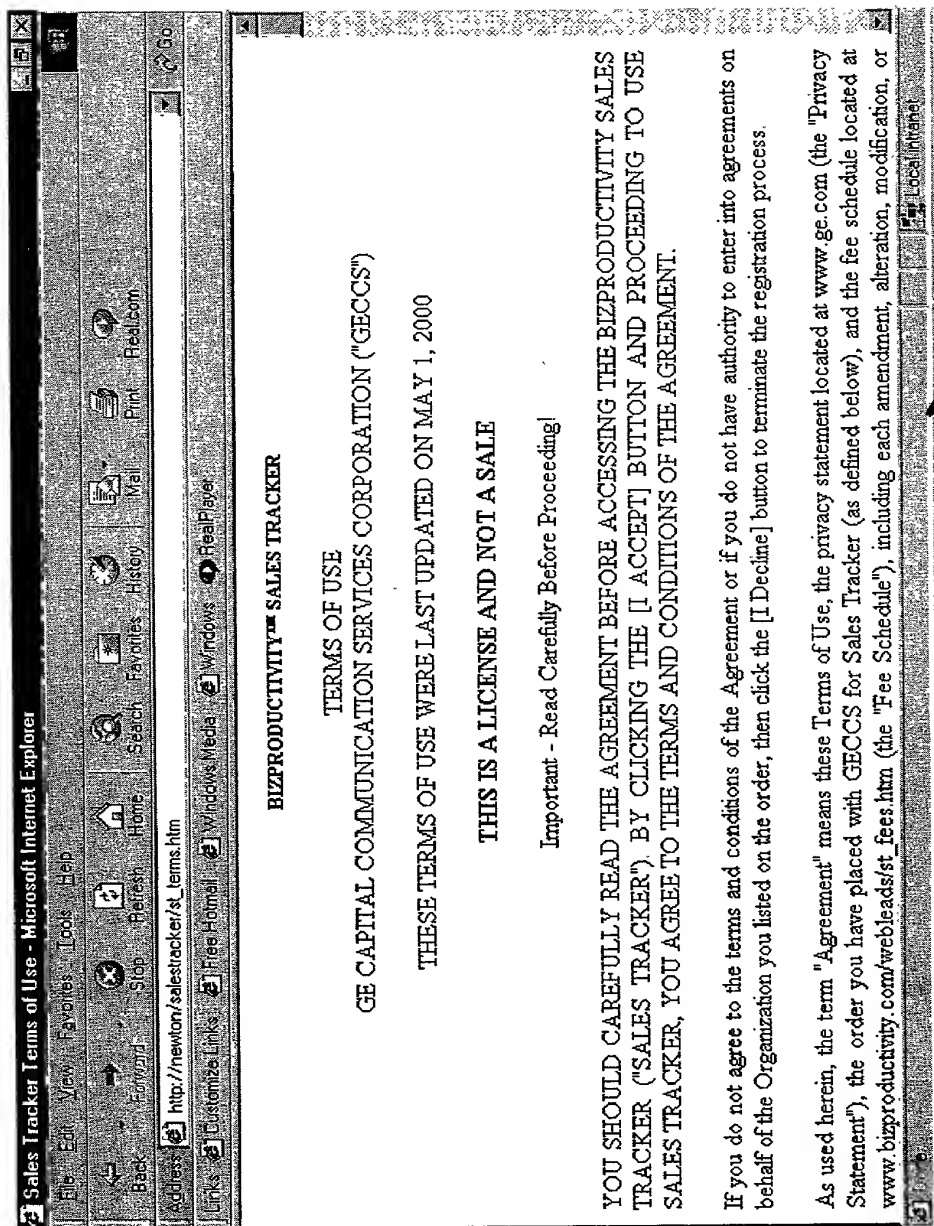 Sales Tracker Terms of Use - Microsoft Internet Explorer
File Edit View Favorites Tools Help
Back Forward Stop Refresh Home Search Favorites History Mail Print Real.com
Address http://newton/salestracker/st_terms.htm Go
Links Customize Links Free Hotmail Windows Media Windows RealPlayer
BIZPRODUCTIVITY™ SALES TRACKER
TERMS OF USE
GE CAPITAL COMMUNICATION SERVICES CORPORATION ("GECCS")
THESE TERMS OF USE WERE LAST UPDATED ON MAY 1, 2000
THIS IS A LICENSE AND NOT A SALE
Important - Read Carefully Before Proceeding!
YOU SHOULD CAREFULLY READ THE AGREEMENT BEFORE ACCESSING THE BIZPRODUCTIVITY SALES
TRACKER ("SALES TRACKER"). BY CLICKING THE [I ACCEPT] BUTTON AND PROCEEDING TO USE
SALES TRACKER, YOU AGREE TO THE TERMS AND CONDITIONS OF THE AGREEMENT.
If you do not agree to the terms and conditions of the Agreement or if you do not have authority to enter into agreements on
behalf of the Organization you listed on the order, then click the [I Decline] button to terminate the registration process.
As used herein, the term "Agreement" means these Terms of Use, the privacy statement located at www.ge.com (the "Privacy
Statement"), the order you have placed with GECCS for Sales Tracker (as defined below), and the fee schedule located at
www.bizproductivity.com/webleads/st_fees.htm (the "Fee Schedule"), including each amendment, alteration, modification, or
Done Local intranet